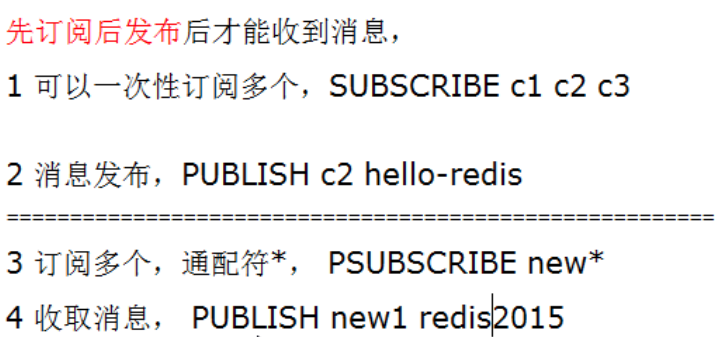 先订阅后发布后才能收到消息，
1 可以一次性订阅多个，SUBSCRIBE c1 c2 c3
2 消息发布，PUBLISH c2 hello-redis
========================================================
3 订阅多个，通配符*， PSUBSCRIBE new*
4 收取消息， PUBLISH new1 redis2015